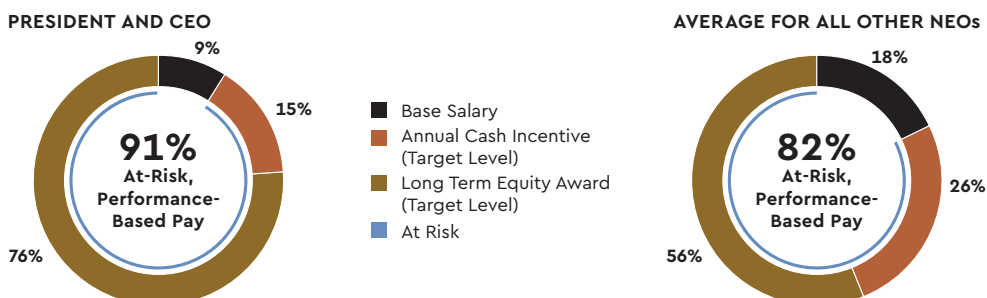 PRESIDENT AND CEO
9%
15%
91%
At-Risk,
Performance-
Based Pay
76%
Base Salary
Annual Cash Incentive
(Target Level)
Long Term Equity Award
(Target Level)
At Risk
AVERAGE FOR ALL OTHER NEOs
18%
82%
At-Risk,
Performance-
Based Pay
26%
56%